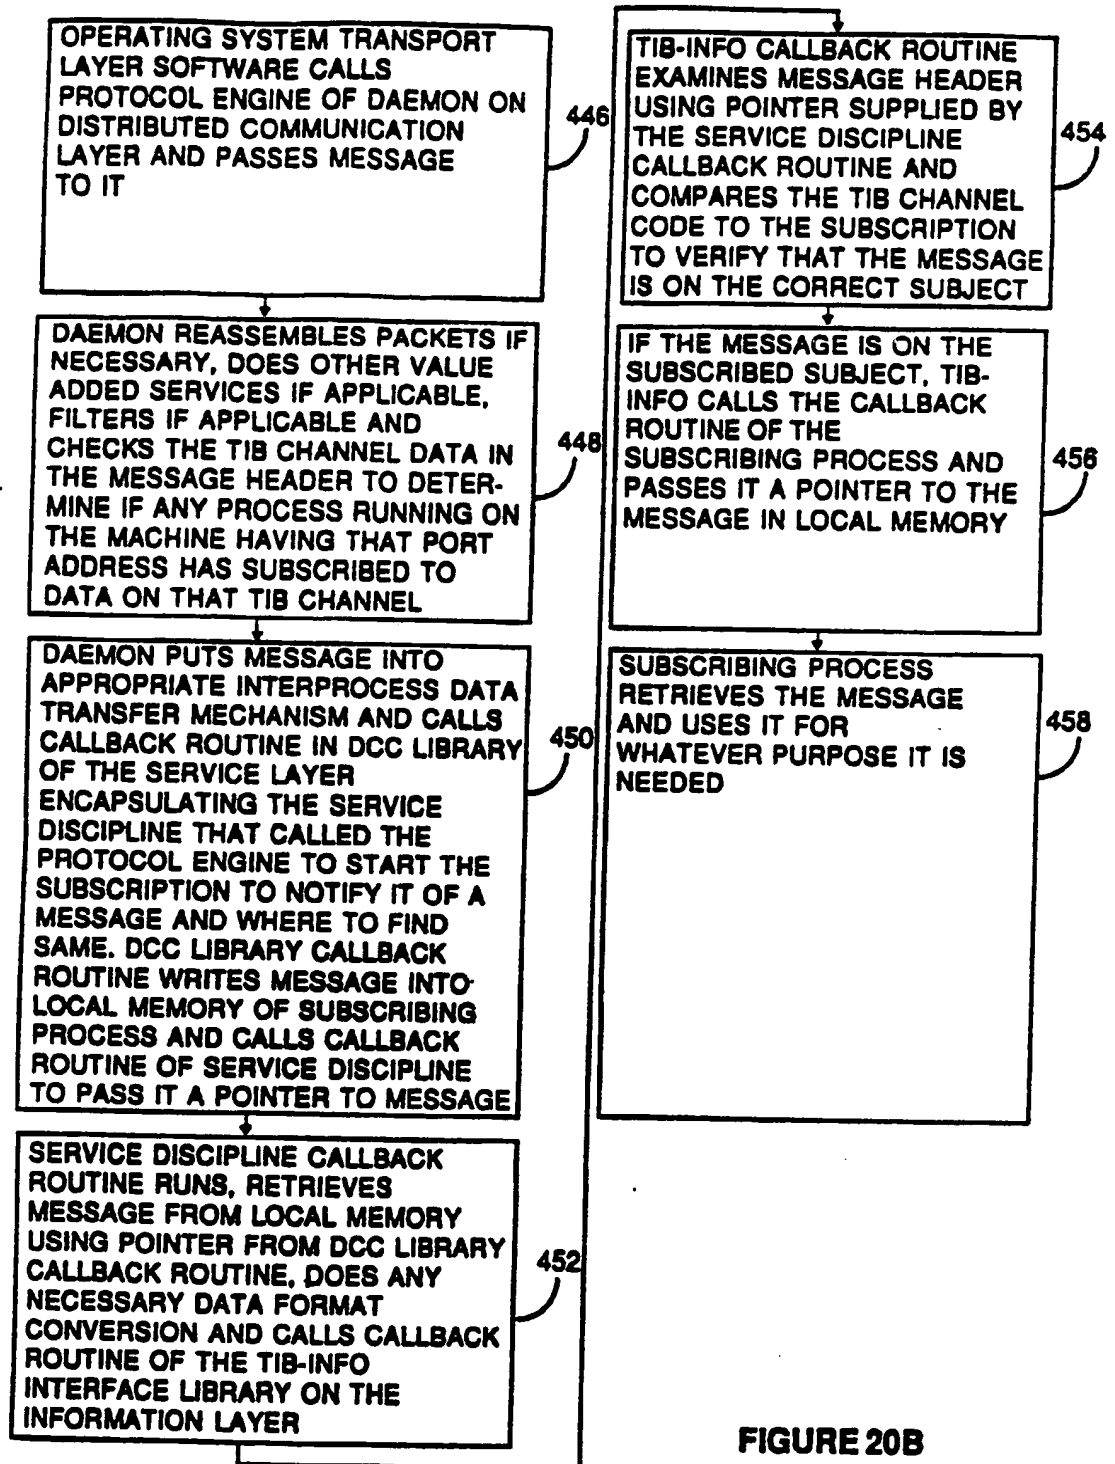 OPERATING SYSTEM TRANSPORT
LAYER SOFTWARE CALLS
PROTOCOL ENGINE OF DAEMON ON
DISTRIBUTED COMMUNICATION
LAYER AND PASSES MESSAGE
TO IT
446
DAEMON REASSEMBLES PACKETS IF
NECESSARY, DOES OTHER VALUE
ADDED SERVICES IF APPLICABLE,
FILTERS IF APPLICABLE AND
CHECKS THE TIB CHANNEL DATA IN
THE MESSAGE HEADER TO DETER-
MINE IF ANY PROCESS RUNNING ON
THE MACHINE HAVING THAT PORT
ADDRESS HAS SUBSCRIBED TO
DATA ON THAT TIB CHANNEL
448
DAEMON PUTS MESSAGE INTO
APPROPRIATE INTERPROCESS DATA
TRANSFER MECHANISM AND CALLS
CALLBACK ROUTINE IN DCC LIBRARY
OF THE SERVICE LAYER
ENCAPSULATING THE SERVICE
DISCIPLINE THAT CALLED THE
PROTOCOL ENGINE TO START THE
SUBSCRIPTION TO NOTIFY IT OF A
MESSAGE AND WHERE TO FIND
SAME. DCC LIBRARY CALLBACK
ROUTINE WRITES MESSAGE INTO
LOCAL MEMORY OF SUBSCRIBING
PROCESS AND CALLS CALLBACK
ROUTINE OF SERVICE DISCIPLINE
TO PASS IT A POINTER TO MESSAGE
450
SERVICE DISCIPLINE CALLBACK
ROUTINE RUNS, RETRIEVES
MESSAGE FROM LOCAL MEMORY
USING POINTER FROM DCC LIBRARY
CALLBACK ROUTINE, DOES ANY
NECESSARY DATA FORMAT
CONVERSION AND CALLS CALLBACK
ROUTINE OF THE TIB-INFO
INTERFACE LIBRARY ON THE
INFORMATION LAYER
452
TIB-INFO CALLBACK ROUTINE
EXAMINES MESSAGE HEADER
USING POINTER SUPPLIED BY
THE SERVICE DISCIPLINE
CALLBACK ROUTINE AND
COMPARES THE TIB CHANNEL
CODE TO THE SUBSCRIPTION
TO VERIFY THAT THE MESSAGE
IS ON THE CORRECT SUBJECT
454
IF THE MESSAGE IS ON THE
SUBSCRIBED SUBJECT, TIB-
INFO CALLS THE CALLBACK
ROUTINE OF THE
SUBSCRIBING PROCESS AND
PASSES IT A POINTER TO THE
MESSAGE IN LOCAL MEMORY
456
SUBSCRIBING PROCESS
RETRIEVES THE MESSAGE
AND USES IT FOR
WHATEVER PURPOSE IT IS
NEEDED
458
FIGURE 20B